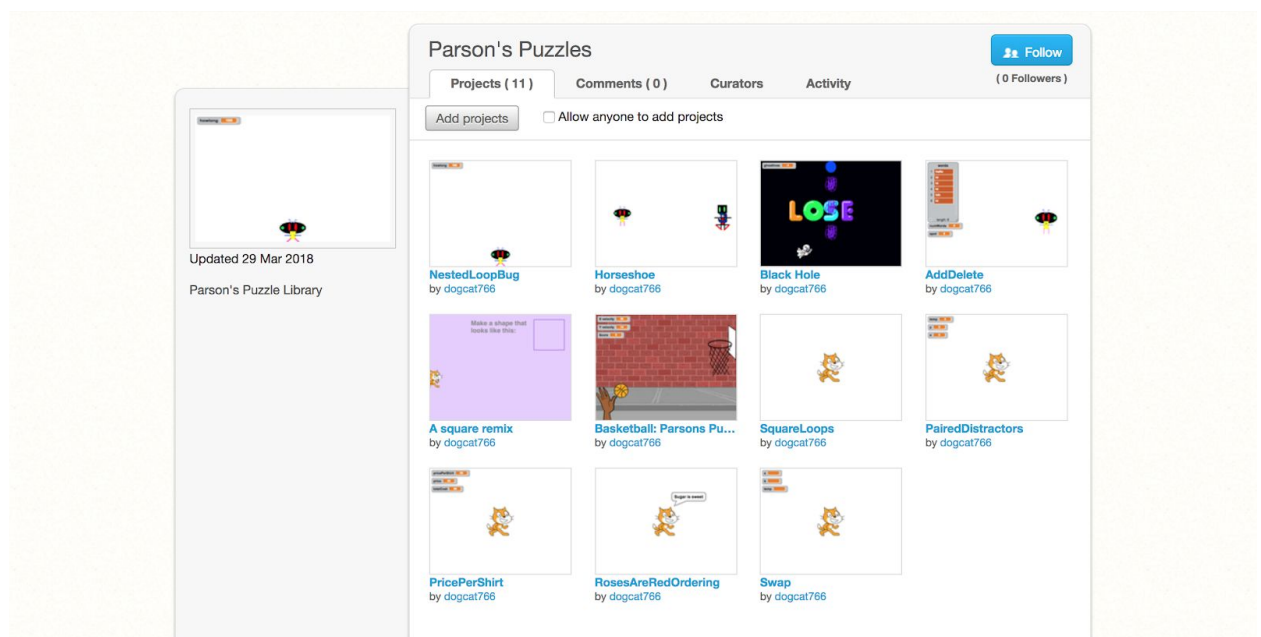 Parson's Puzzles
Follow
( 0 Followers )
Projects ( 11 )
Comments ( 0 )
Curators
Activity
Add projects
Allow anyone to add projects
Updated 29 Mar 2018
Parson's Puzzle Library
LOSE
NestedLoopBug
by dogcat766
Horseshoe
by dogcat766
Black Hole
by dogcat766
AddDelete
by dogcat766
Make a shape that
looks like this:
A square remix
by dogcat766
Basketball: Parsons Pu...
by dogcat766
SquareLoops
by dogcat766
PairedDistractors
by dogcat766
Sugar is sweet
PricePerShirt
by dogcat766
RosesAreRedOrdering
by dogcat766
Swap
by dogcat766